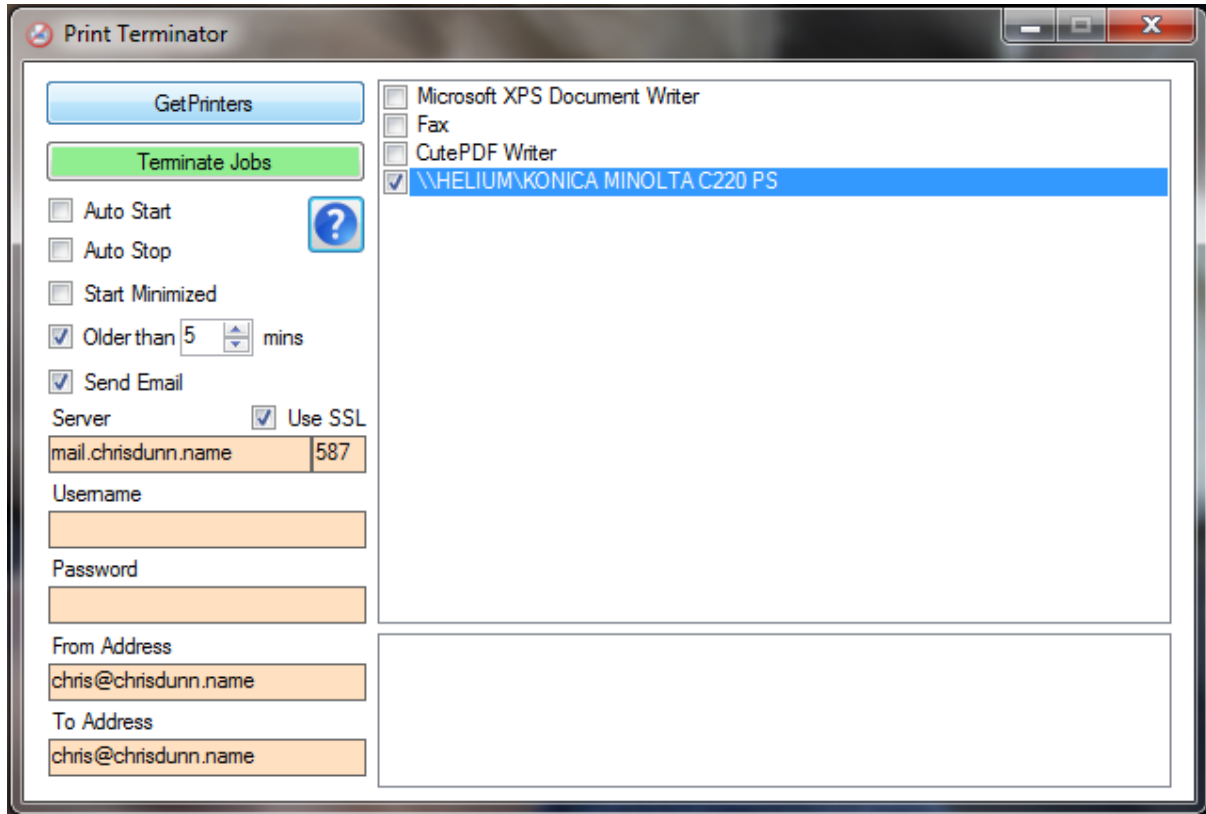 Print Terminator
GetPrinters
Terminate Jobs
Auto Start
Auto Stop
Start Minimized
Older than 5 mins
Send Email
Server Use SSL
mail.chrisdunn.name 587
Username
Password
From Address
chris@chrisdunn.name
To Address
chris@chrisdunn.name
Microsoft XPS Document Writer
Fax
CutePDF Writer
\\HELIUM\KONICA MINOLTA C220 PS